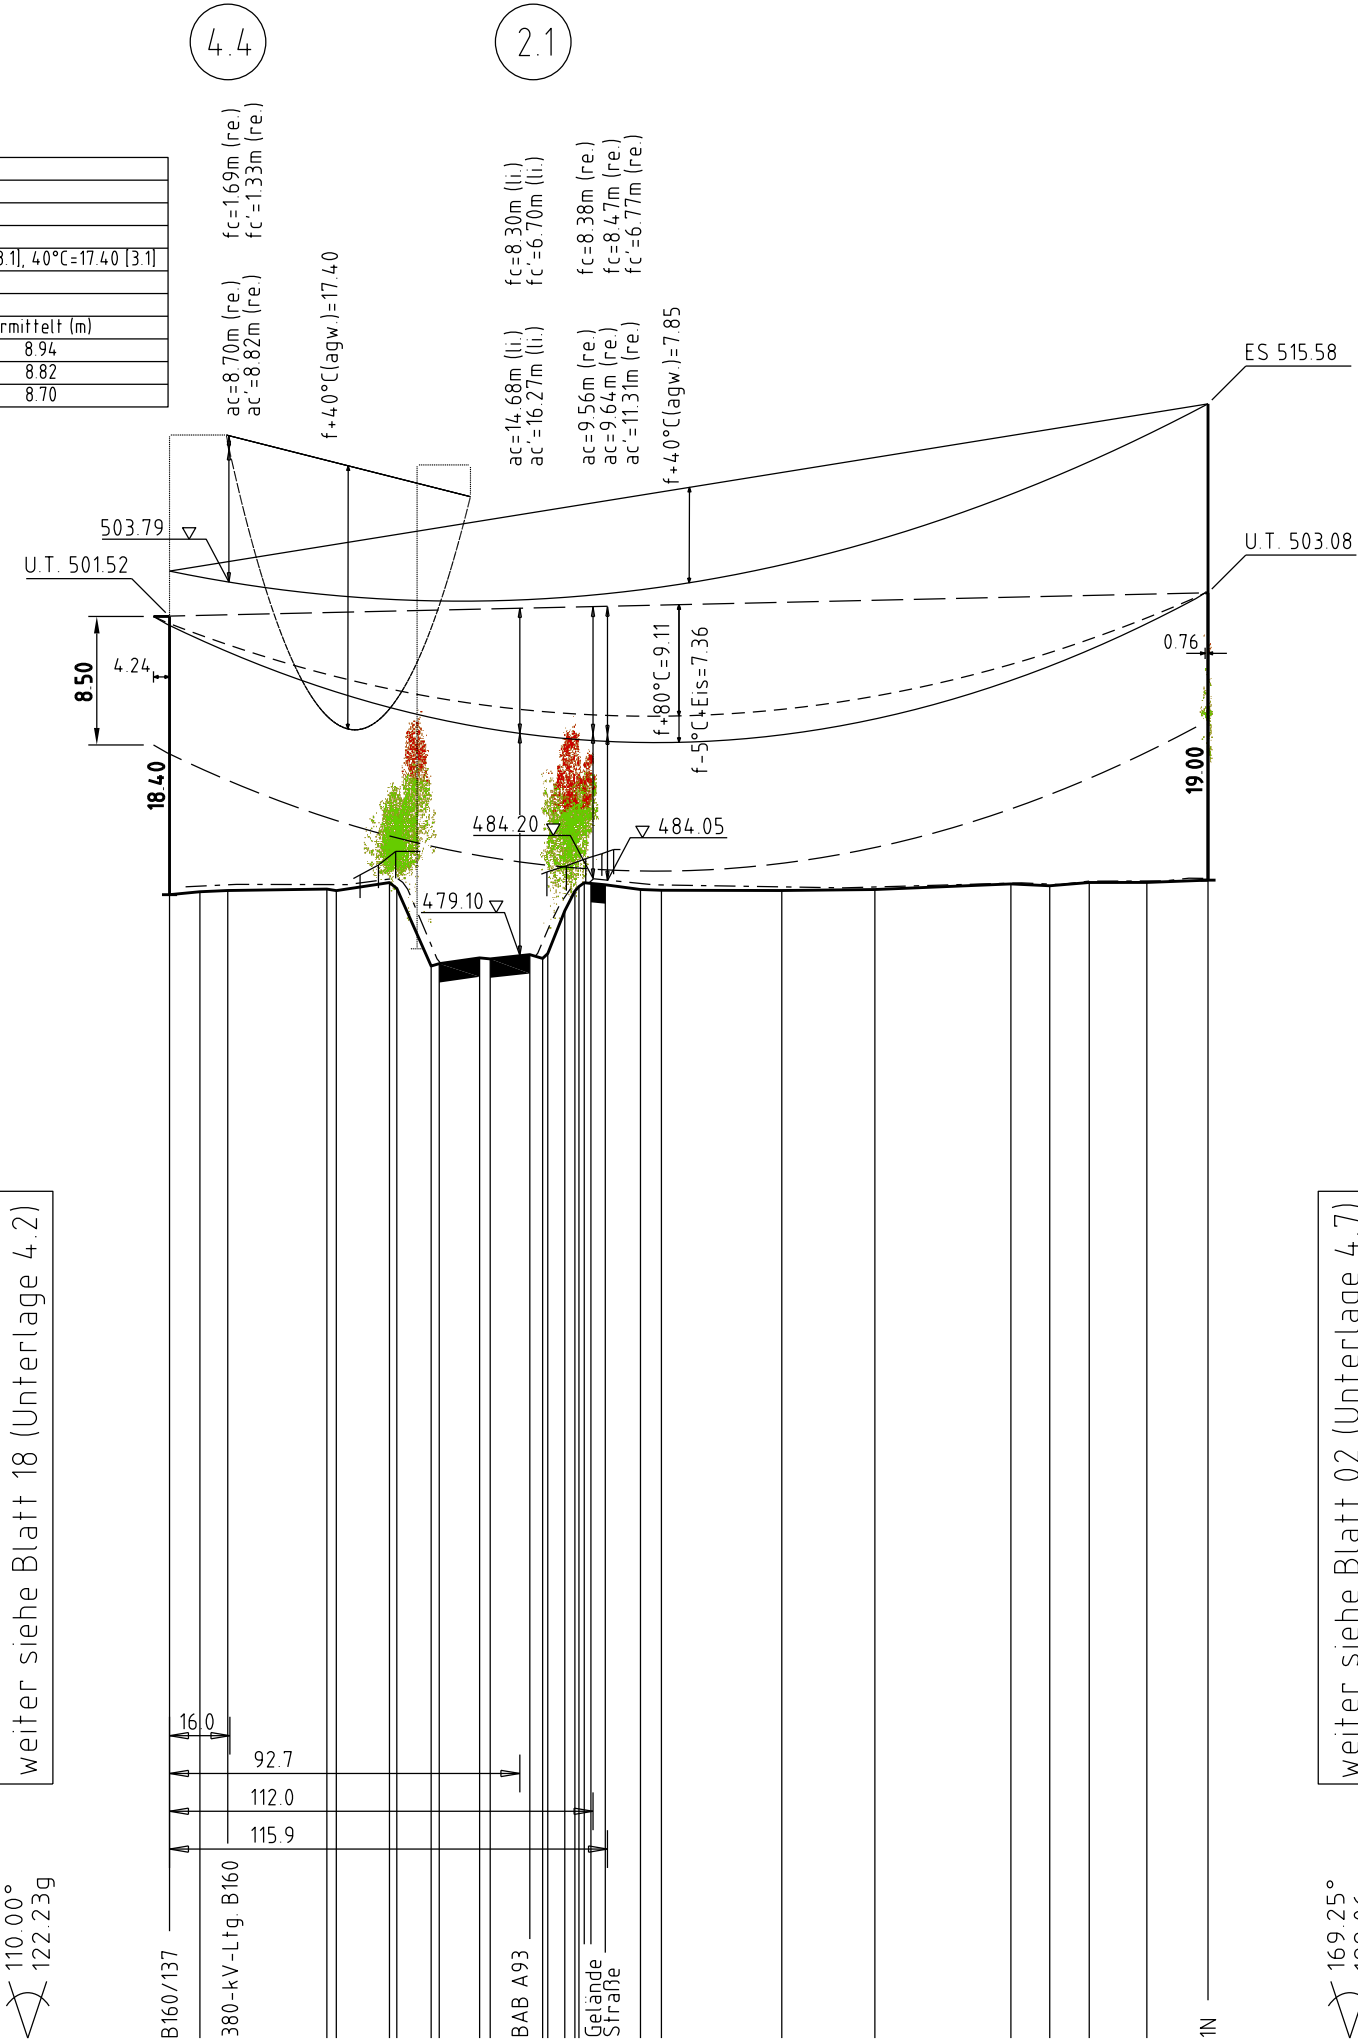 4.4
2.1
fc=1.69m (re.)
fc'=1.33m (re.)
ac=8.70m (re.)
ac'=8.82m (re.)
f+40°C(agw.)=17.40
fc=8.30m (li.)
fc'=6.70m (li.)
ac=14.68m (li.)
ac'=16.27m (li.)
fc=8.38m (re.)
fc=8.47m (re.)
fc'=6.77m (re.)
ac=9.56m (re.)
ac=9.64m (re.)
ac'=11.31m (re.)
f+40°C(agw.)=7.85
3.1], 40°C=17.40 [3.1]
rmittelt (m)
8.94
8.82
8.70
ES 515.58
503.79
U.T. 501.52
U.T. 503.08
8.50
4.24
18.40
0.76
19.00
f+80°C=9.11
f-5°C+Eis=7.36
484.20
484.05
479.10
weiter siehe Blatt 18 (Unterlage 4.2)
weiter siehe Blatt 02 (Unterlage 4.7)
16.0
92.7
112.0
115.9
110.00°
122.23g
B160/137
380-kV-Ltg. B160
BAB A93
Gelände
Straße
1N
169.25°